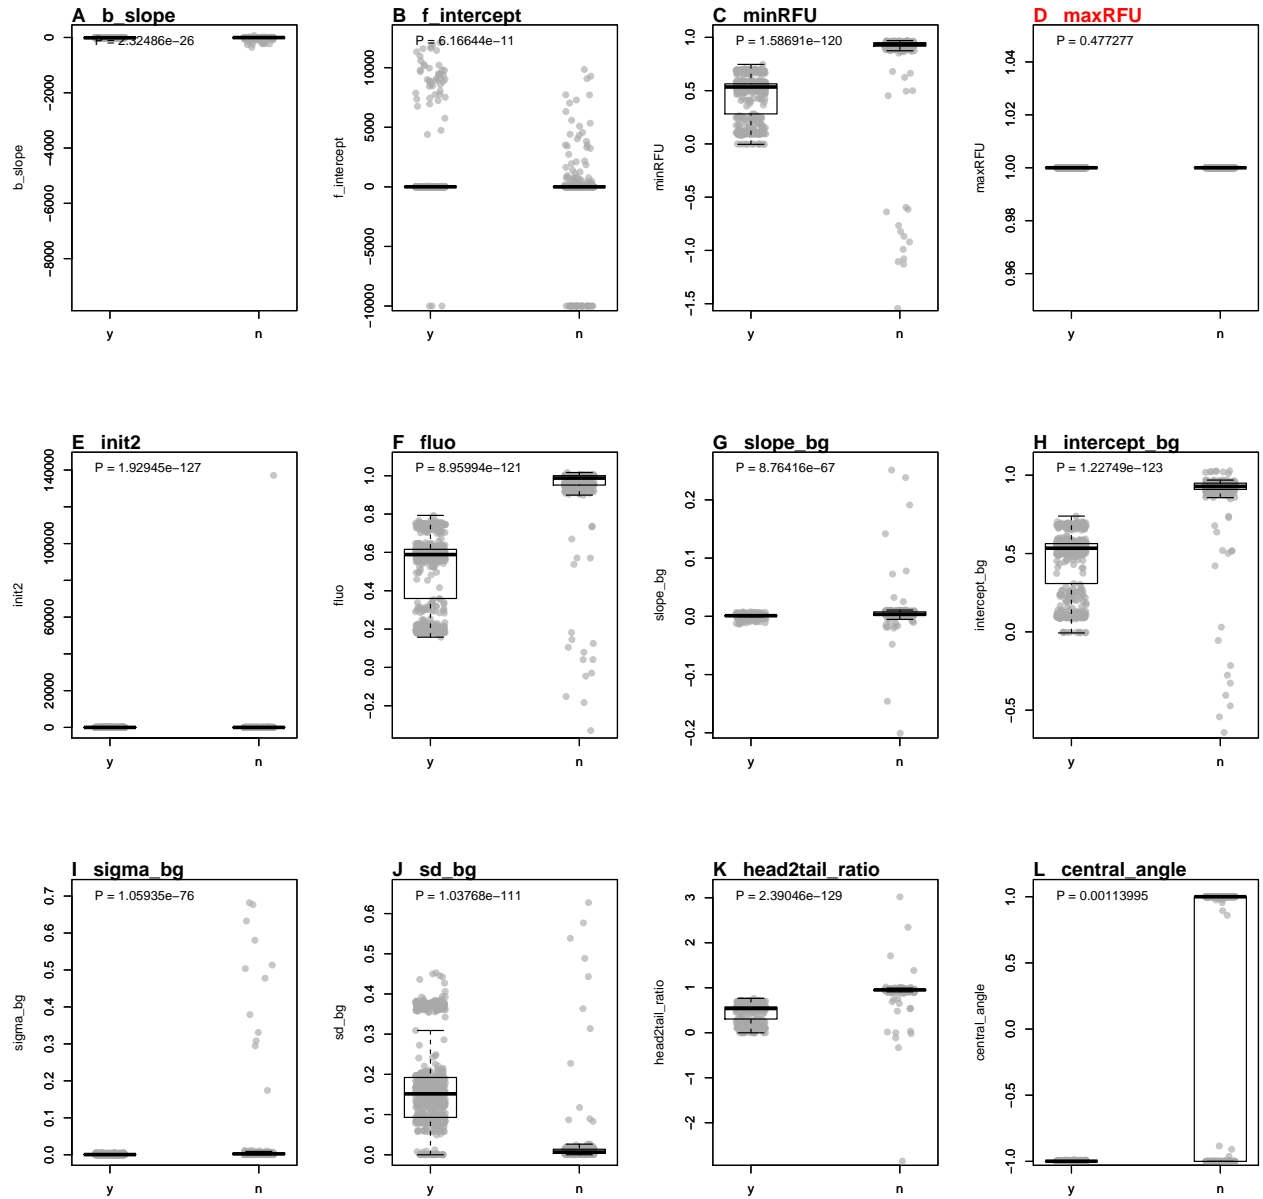 A b_slope
P = 2.32486e−26
b_slope
0
−2000
−4000
−6000
−8000
y
n
B f_intercept
P = 6.16644e−11
f_intercept
10000
5000
0
−5000
−10000
y
n
C minRFU
P = 1.58691e−120
minRFU
1.0
0.5
0.0
−0.5
−1.0
−1.5
y
n
D maxRFU
P = 0.477277
maxRFU
1.04
1.02
1.00
0.98
0.96
y
n
E init2
P = 1.92945e−127
init2
140000
100000
60000
20000
0
y
n
F fluo
P = 8.95994e−121
fluo
1.0
0.8
0.6
0.4
0.2
0.0
−0.2
y
n
G slope_bg
P = 8.76416e−67
slope_bg
0.2
0.1
0.0
−0.1
−0.2
y
n
H intercept_bg
P = 1.22749e−123
intercept_bg
1.0
0.5
0.0
−0.5
y
n
I sigma_bg
P = 1.05935e−76
sigma_bg
0.7
0.6
0.5
0.4
0.3
0.2
0.1
0.0
y
n
J sd_bg
P = 1.03768e−111
sd_bg
0.6
0.5
0.4
0.3
0.2
0.1
0.0
y
n
K head2tail_ratio
P = 2.39046e−129
head2tail_ratio
3
2
1
0
−1
−2
y
n
L central_angle
P = 0.00113995
central_angle
1.0
0.5
0.0
−0.5
−1.0
y
n